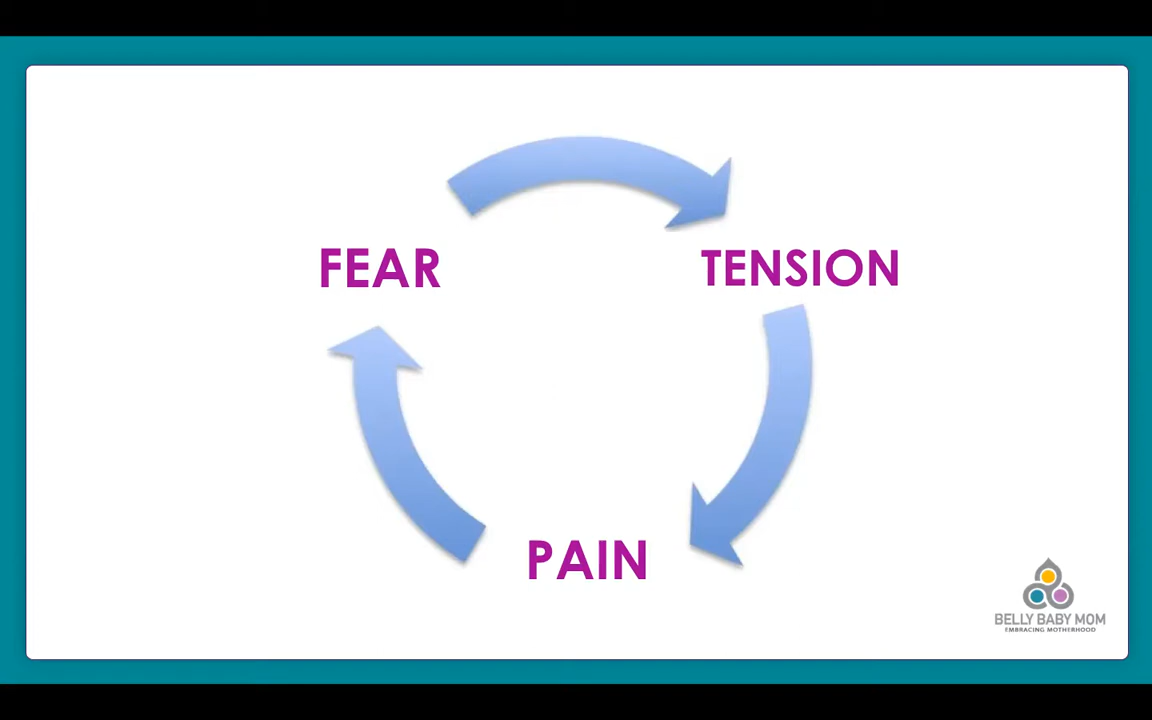 FEAR
TENSION
PAIN
BELLY BABY MOM
EMBRACING MOTHERHOOD